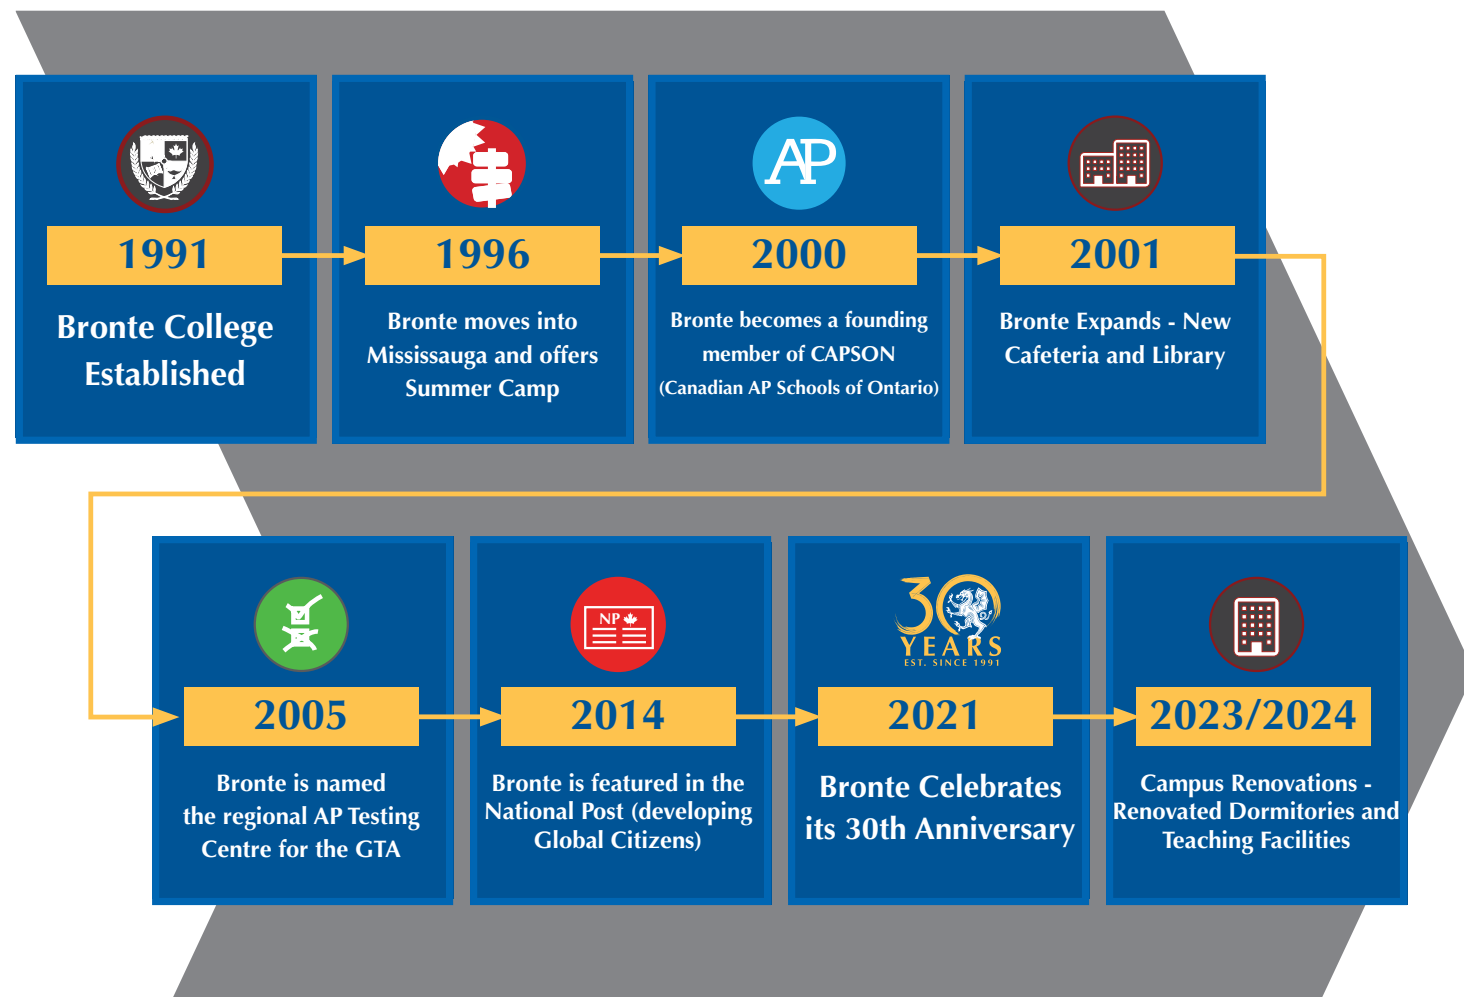 1991
Bronte College
Established
1996
Bronte moves into
Mississauga and offers
Summer Camp
AP
2000
Bronte becomes a founding
member of CAPSON
(Canadian AP Schools of Ontario)
2001
Bronte Expands - New
Cafeteria and Library
2005
Bronte is named
the regional AP Testing
Centre for the GTA
NP
2014
Bronte is featured in the
National Post (developing
Global Citizens)
30
YEARS
EST. SINCE 1991
2021
Bronte Celebrates
its 30th Anniversary
2023/2024
Campus Renovations -
Renovated Dormitories and
Teaching Facilities